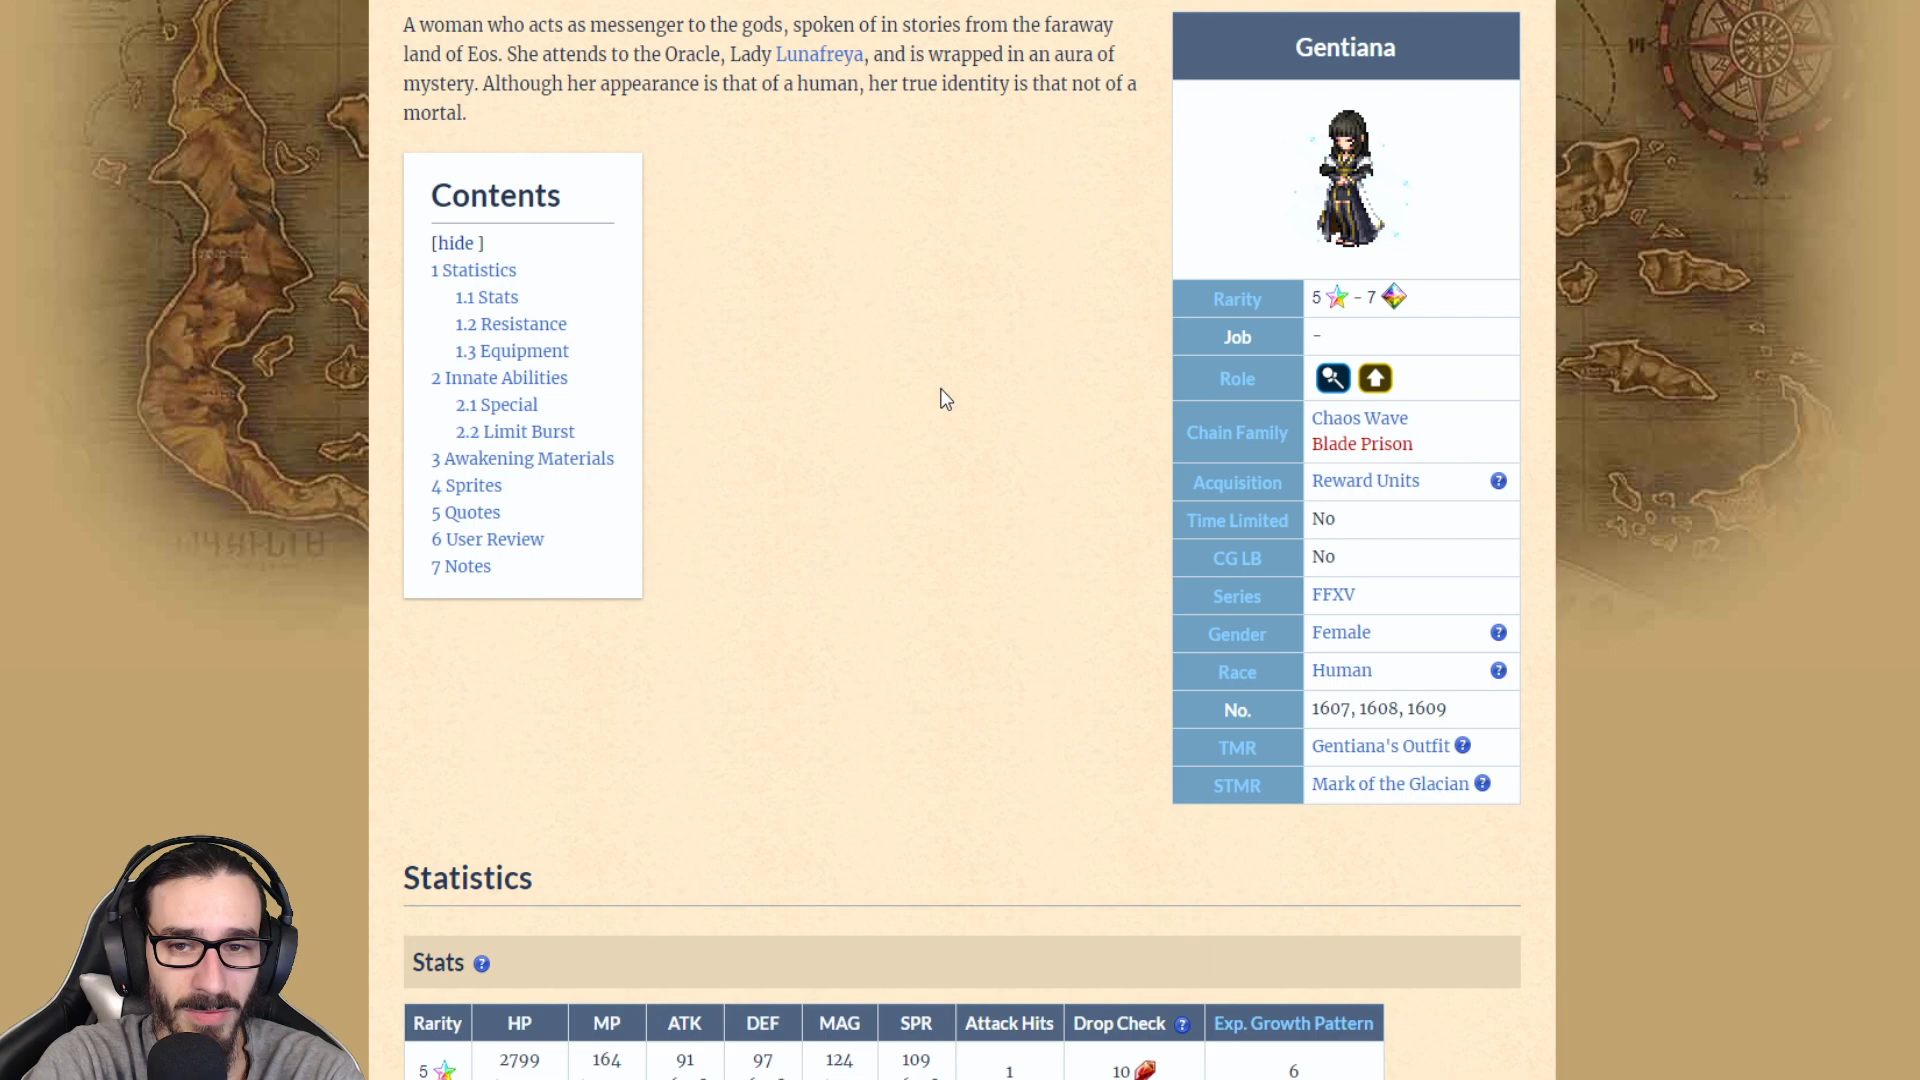 A woman who acts as messenger to the gods, spoken of in stories from the faraway
land of Eos. She attends to the Oracle, Lady Lunafreya, and is wrapped in an aura of
mystery. Although her appearance is that of a human, her true identity is that not of a
mortal.
Contents
[hide ]
1 Statistics
1.1 Stats
1.2 Resistance
1.3 Equipment
2 Innate Abilities
2.1 Special
2.2 Limit Burst
3 Awakening Materials
4 Sprites
5 Quotes
6 User Review
7 Notes
Gentiana
Rarity 5 - 7
Job -
Role
Chain Family Chaos Wave
Blade Prison
Acquisition Reward Units ?
Time Limited No
CG LB No
Series FFXV
Gender Female ?
Race Human ?
No. 1607, 1608, 1609
TMR Gentiana's Outfit ?
STMR Mark of the Glacian ?
Statistics
Stats ?
Rarity HP MP ATK DEF MAG SPR Attack Hits Drop Check ? Exp. Growth Pattern
5 2799 164 91 97 124 109 1 10 6